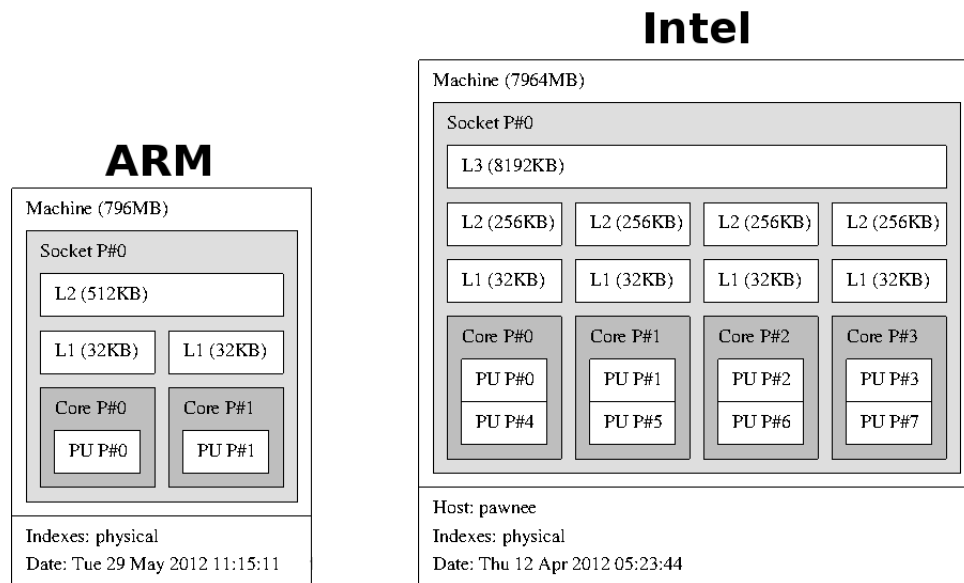 ARM
Machine (796MB)
Socket P#0
L2 (512KB)
L1 (32KB) L1 (32KB)
Core P#0 Core P#1
PU P#0 PU P#1
Indexes: physical
Date: Tue 29 May 2012 11:15:11
Intel
Machine (7964MB)
Socket P#0
L3 (8192KB)
L2 (256KB) L2 (256KB) L2 (256KB) L2 (256KB)
L1 (32KB) L1 (32KB) L1 (32KB) L1 (32KB)
Core P#0 Core P#1 Core P#2 Core P#3
PU P#0 PU P#1 PU P#2 PU P#3
PU P#4 PU P#5 PU P#6 PU P#7
Host: pawnee
Indexes: physical
Date: Thu 12 Apr 2012 05:23:44